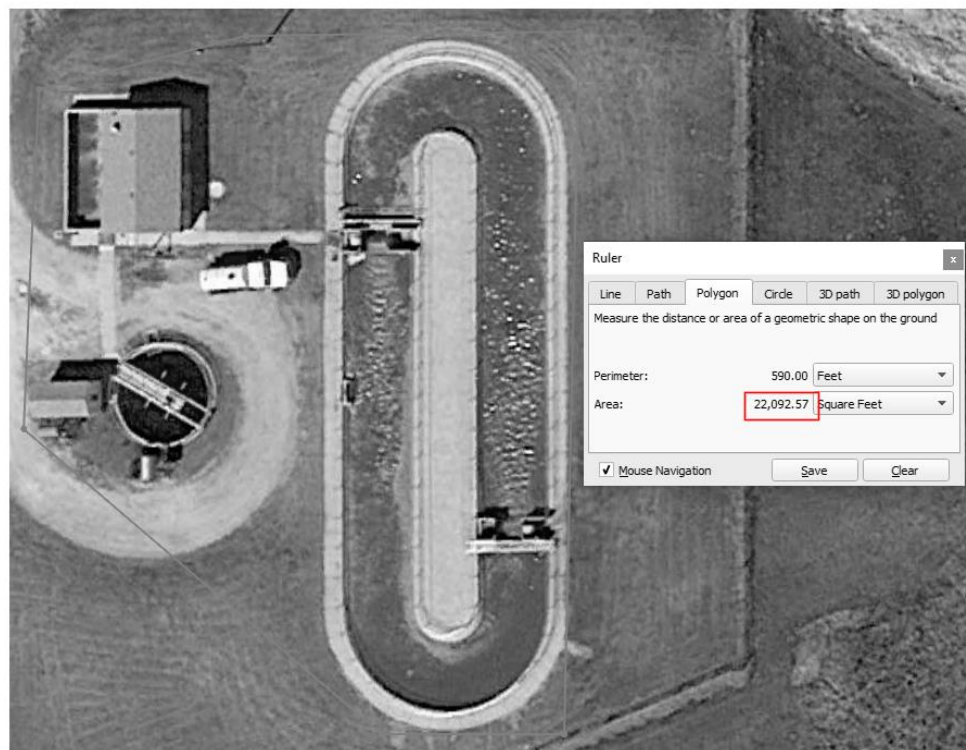 Ruler x
Line Path Polygon Circle 3D path 3D polygon
Measure the distance or area of a geometric shape on the ground
Perimeter: 590.00 Feet
Area: 22,092.57 Square Feet
Mouse Navigation Save Clear